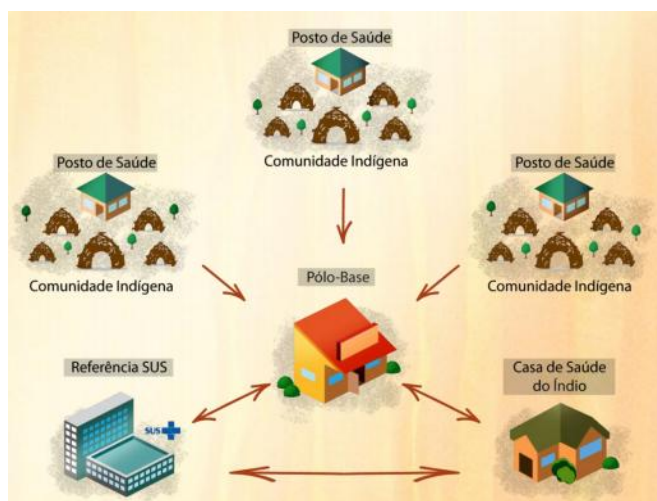 Posto de Saúde
Comunidade Indígena
Posto de Saúde
Comunidade Indígena
Posto de Saúde
Comunidade Indígena
Pólo-Base
Referência SUS
SUS
Casa de Saúde
do Índio